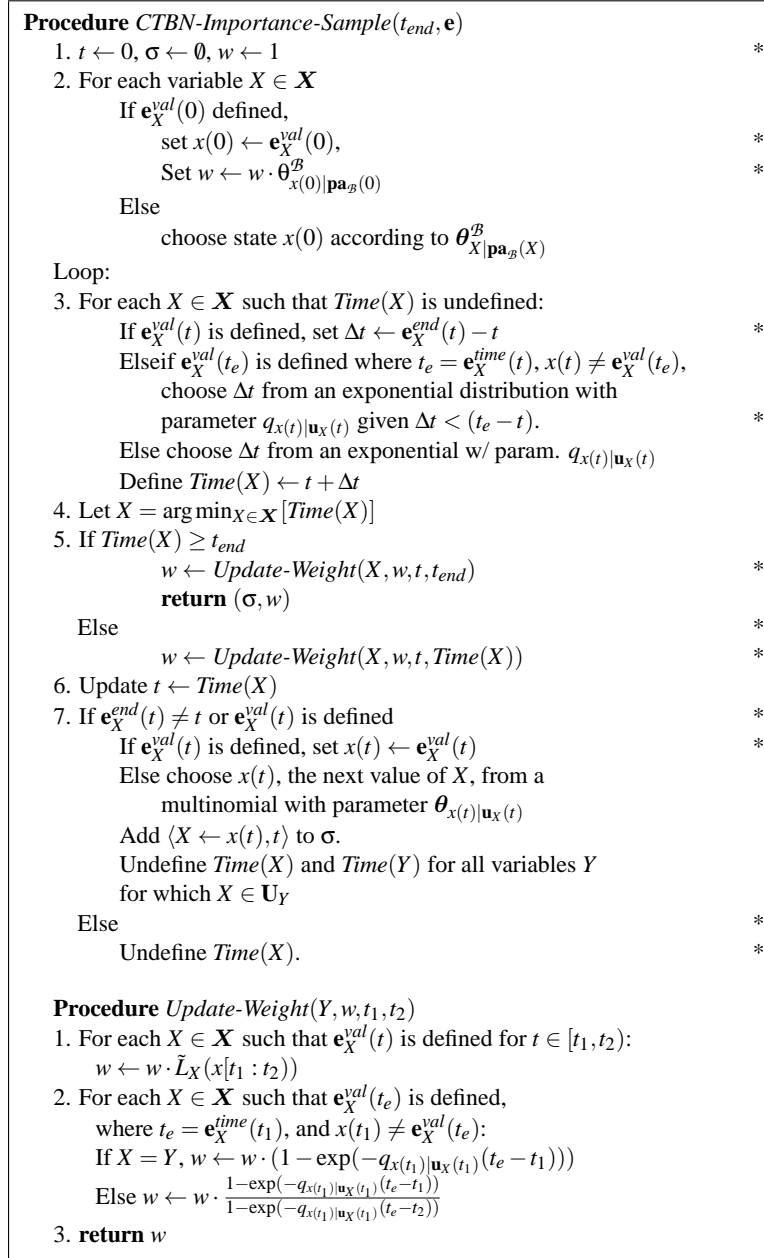 Procedure CTBN-Importance-Sample(t_end, e)
1. t ← 0, σ ← ∅, w ← 1 *
2. For each variable X ∈ X
If e_X^val(0) defined,
set x(0) ← e_X^val(0), *
Set w ← w · θ^B_{x(0)|pa_B(0)} *
Else
choose state x(0) according to θ^B_{X|pa_B(X)}
Loop:
3. For each X ∈ X such that Time(X) is undefined:
If e_X^val(t) is defined, set Δt ← e_X^end(t) − t *
Elseif e_X^val(t_e) is defined where t_e = e_X^time(t), x(t) ≠ e_X^val(t_e),
choose Δt from an exponential distribution with
parameter q_{x(t)|u_X(t)} given Δt < (t_e − t). *
Else choose Δt from an exponential w/ param. q_{x(t)|u_X(t)}
Define Time(X) ← t + Δt
4. Let X = arg min_{X∈X} [Time(X)]
5. If Time(X) ≥ t_end
w ← Update-Weight(X, w, t, t_end) *
return (σ, w)
Else *
w ← Update-Weight(X, w, t, Time(X)) *
6. Update t ← Time(X)
7. If e_X^end(t) ≠ t or e_X^val(t) is defined *
If e_X^val(t) is defined, set x(t) ← e_X^val(t) *
Else choose x(t), the next value of X, from a
multinomial with parameter θ_{x(t)|u_X(t)}
Add ⟨X ← x(t), t⟩ to σ.
Undefine Time(X) and Time(Y) for all variables Y
for which X ∈ U_Y
Else *
Undefine Time(X). *
Procedure Update-Weight(Y, w, t_1, t_2)
1. For each X ∈ X such that e_X^val(t) is defined for t ∈ [t_1, t_2):
w ← w · L̃_X(x[t_1 : t_2))
2. For each X ∈ X such that e_X^val(t_e) is defined,
where t_e = e_X^time(t_1), and x(t_1) ≠ e_X^val(t_e):
If X = Y, w ← w · (1 − exp(−q_{x(t_1)|u_X(t_1)}(t_e − t_1)))
Else w ← w · \frac{1−exp(−q_{x(t_1)|u_X(t_1)}(t_e−t_1))}{1−exp(−q_{x(t_1)|u_X(t_1)}(t_e−t_2))}
3. return w